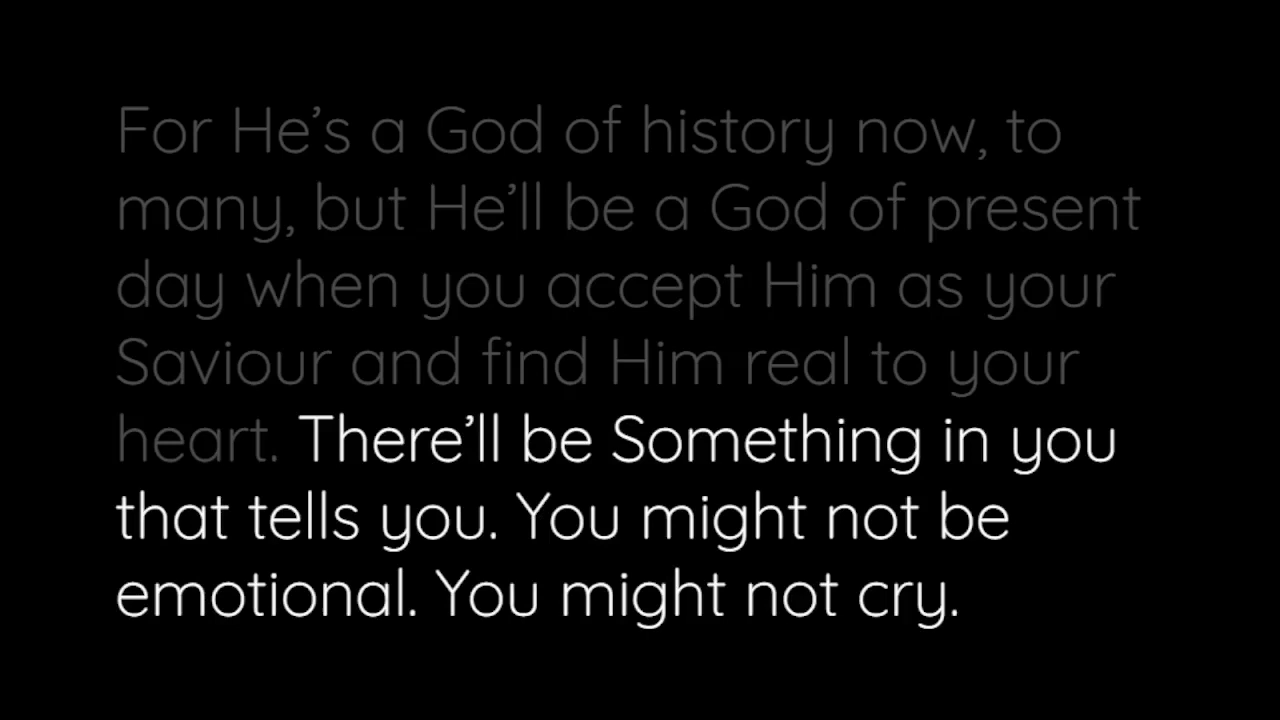 For He’s a God of history now, to
many, but He’ll be a God of present
day when you accept Him as your
Saviour and find Him real to your
heart. There’ll be Something in you
that tells you. You might not be
emotional. You might not cry.